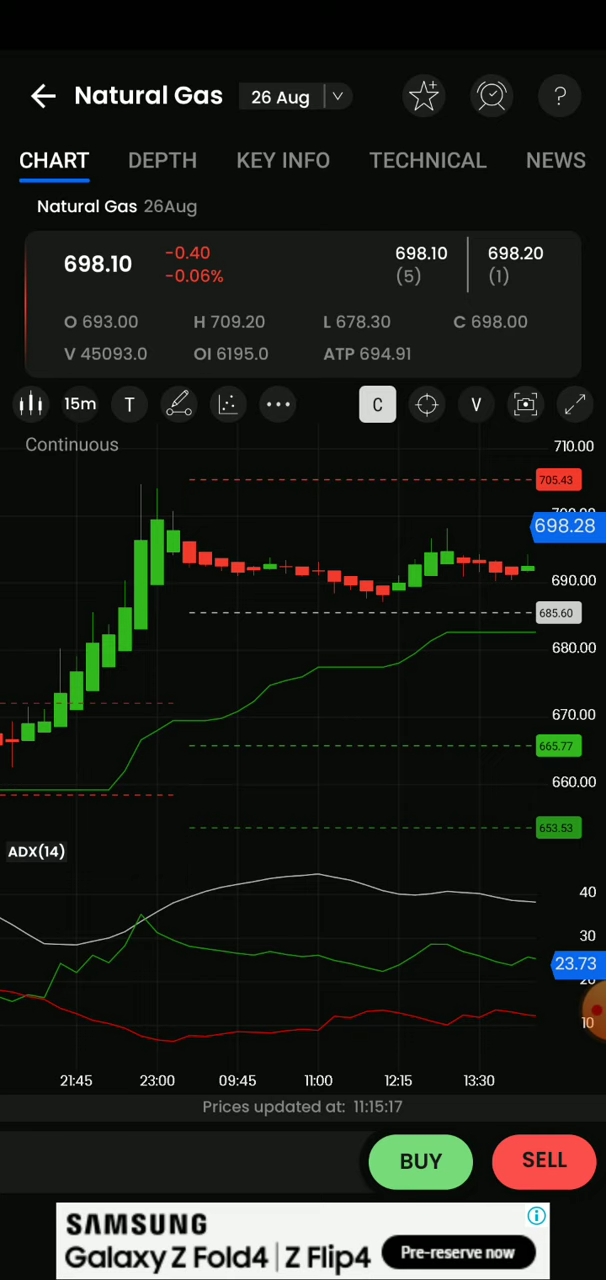 Natural Gas 26 Aug ?
CHART DEPTH KEY INFO TECHNICAL NEWS
Natural Gas 26Aug
698.10 -0.40 -0.06% 698.10 (5) 698.20 (1)
O 693.00 H 709.20 L 678.30 C 698.00
V 45093.0 OI 6195.0 ATP 694.91
15m T C V
Continuous
710.00
705.43
700.00
698.28
690.00
685.60
680.00
670.00
665.77
660.00
653.53
ADX(14)
40
30
23.73
20
10
21:45 23:00 09:45 11:00 12:15 13:30
Prices updated at: 11:15:17
BUY SELL
SAMSUNG
Galaxy Z Fold4 | Z Flip4 Pre-reserve now